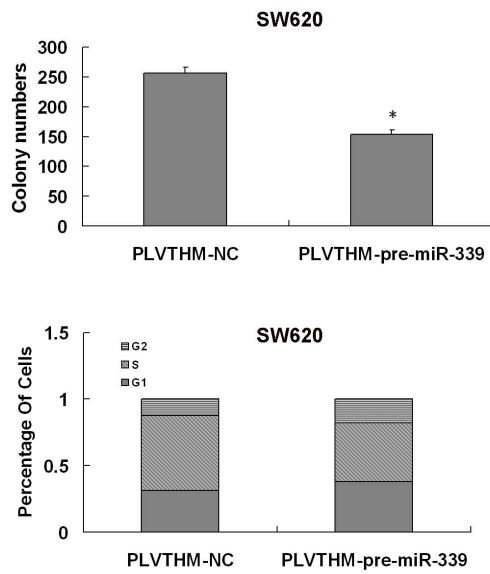 SW620
Colony numbers
300
250
200
150
100
50
0
*
PLVTHM-NC PLVTHM-pre-miR-339
SW620
Percentage Of Cells
1.5
1
0.5
0
G2
S
G1
PLVTHM-NC PLVTHM-pre-miR-339